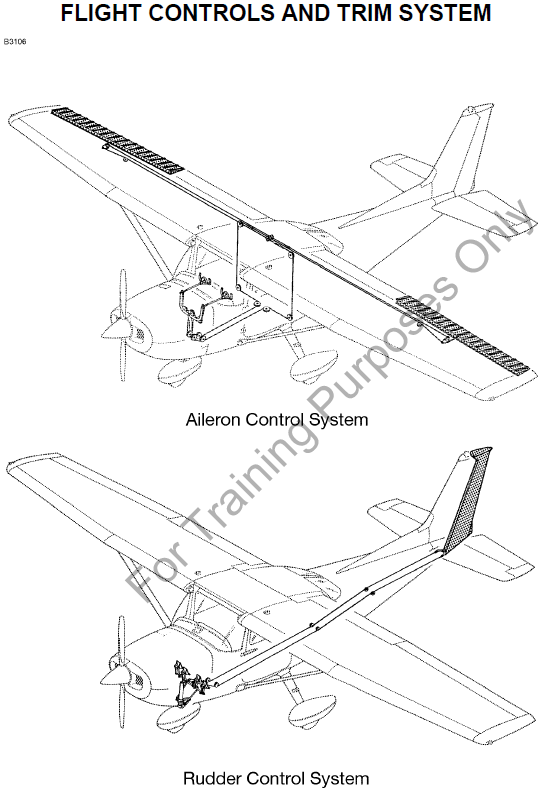 FLIGHT CONTROLS AND TRIM SYSTEM
B3106
For Training Purposes Only
Aileron Control System
Rudder Control System